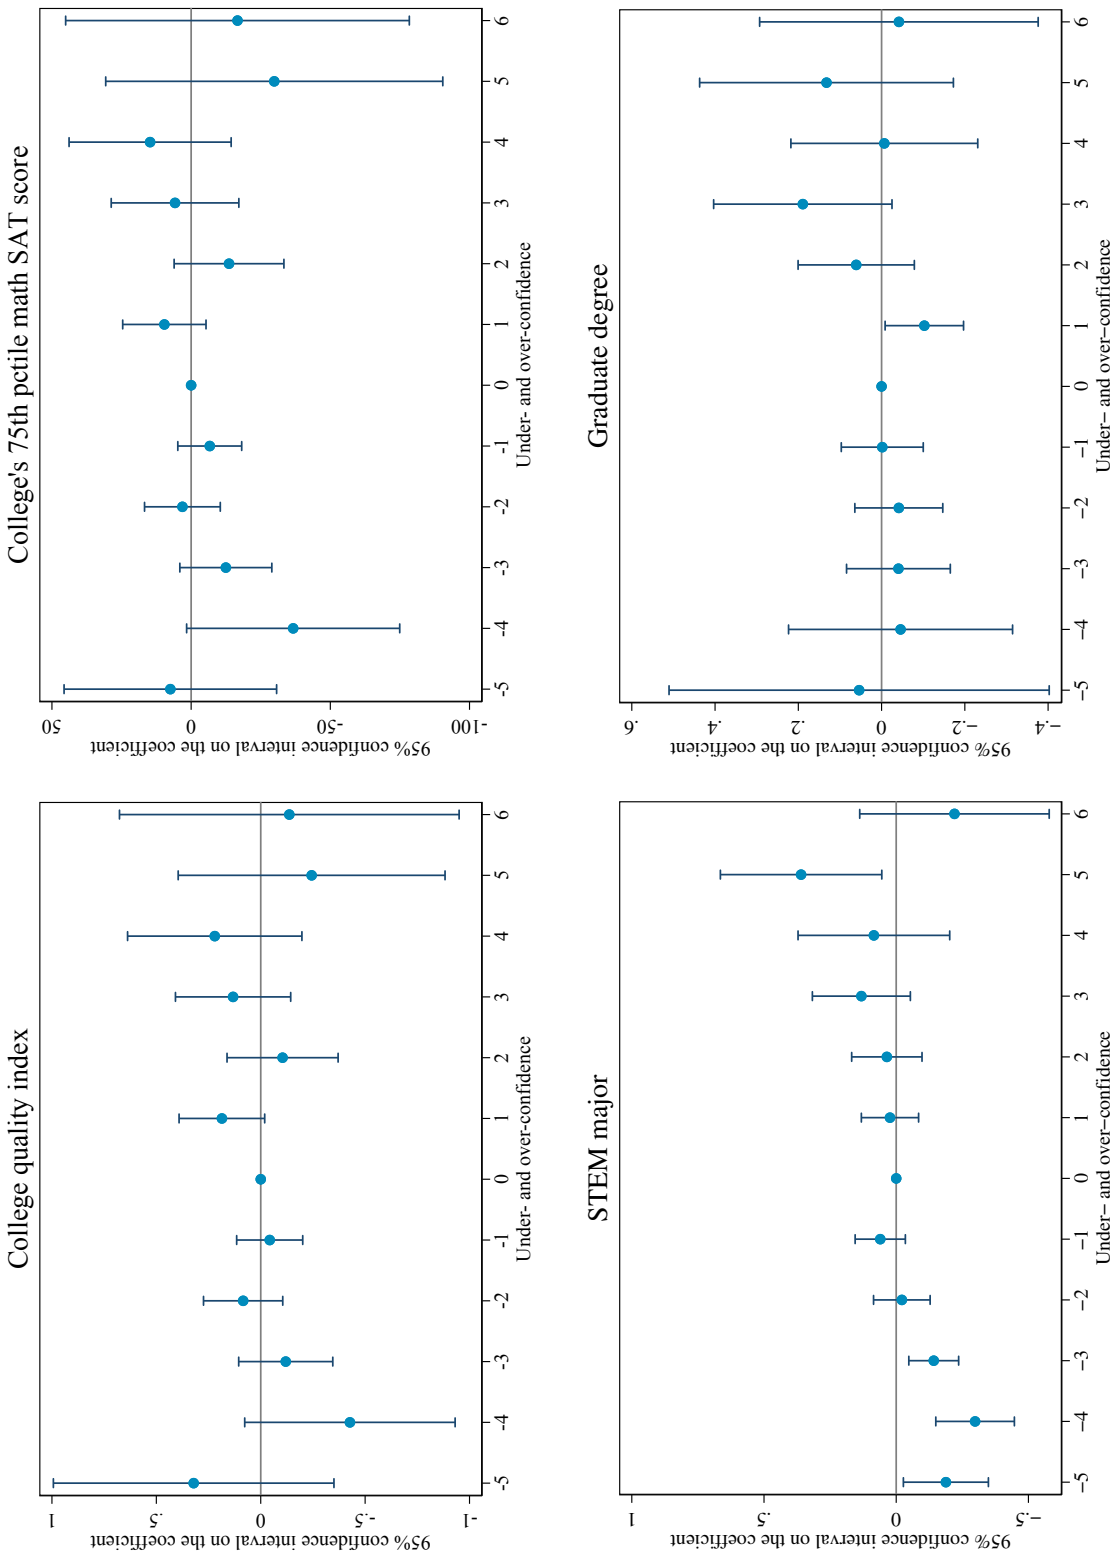 College quality index
95% confidence interval on the coefficient
1
.5
0
-.5
-1
-5 -4 -3 -2 -1 0 1 2 3 4 5 6
Under- and over-confidence
College's 75th pctile math SAT score
95% confidence interval on the coefficient
50
0
-50
-100
-5 -4 -3 -2 -1 0 1 2 3 4 5 6
Under- and over-confidence
STEM major
95% confidence interval on the coefficient
1
.5
0
−.5
−5 −4 −3 −2 −1 0 1 2 3 4 5 6
Under− and over−confidence
Graduate degree
95% confidence interval on the coefficient
.6
.4
.2
0
−.2
−.4
−5 −4 −3 −2 −1 0 1 2 3 4 5 6
Under− and over−confidence